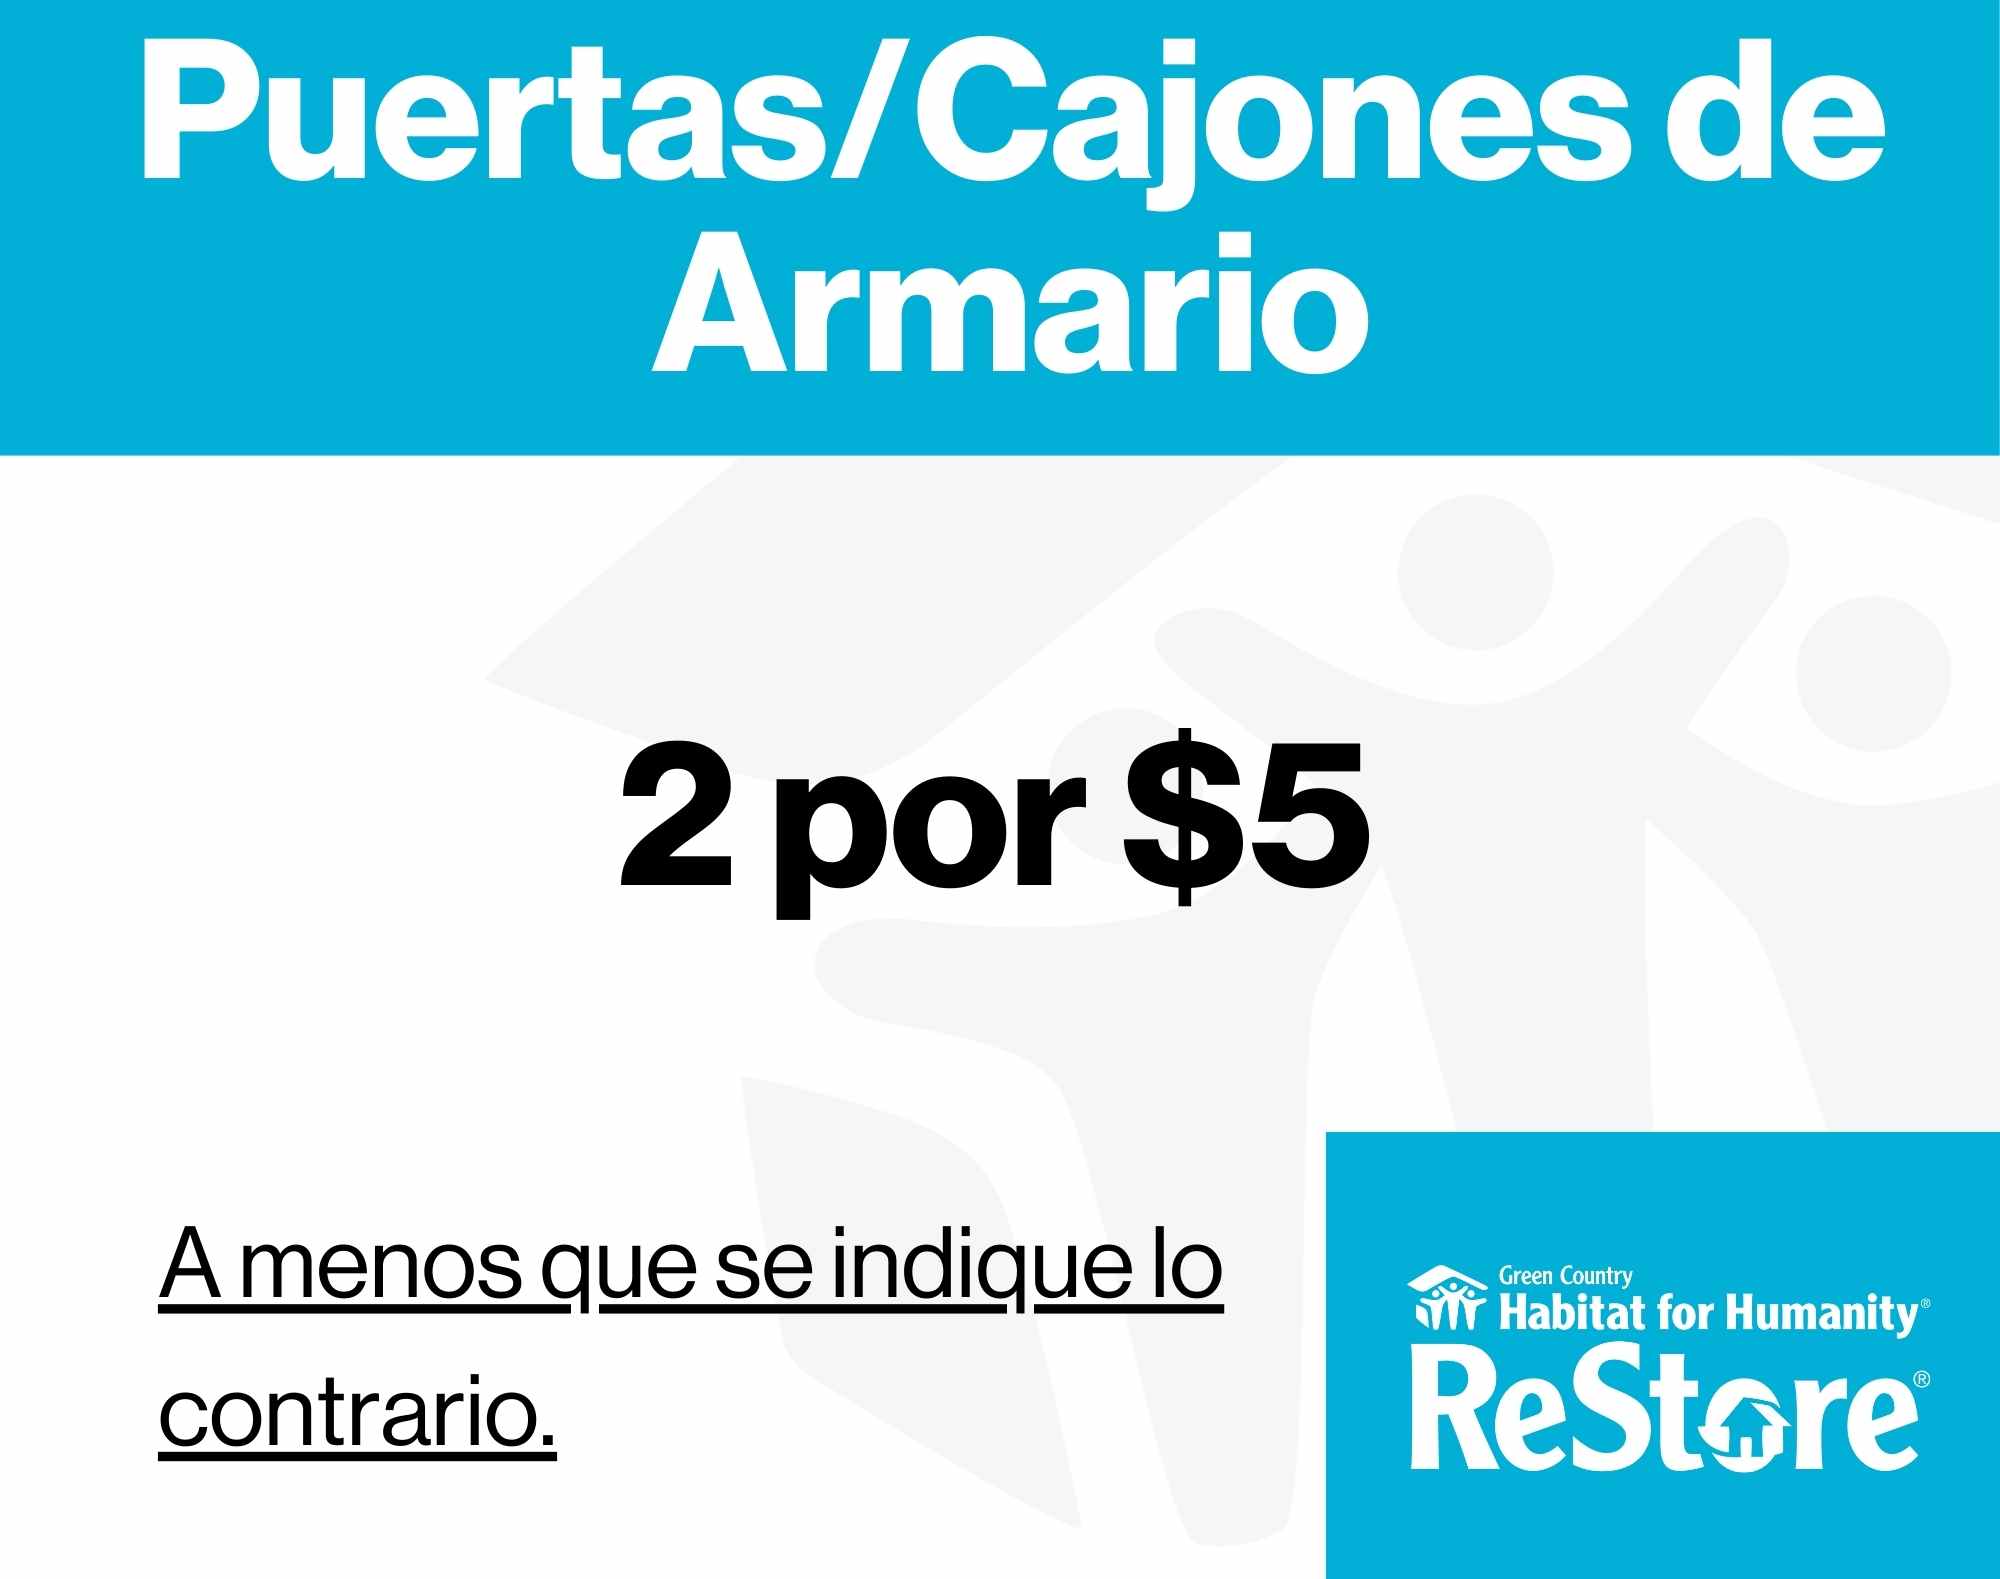 Puertas/Cajones de
Armario
2 por $5
A menos que se indique lo
contrario.
Green Country
Habitat for Humanity®
ReStore®